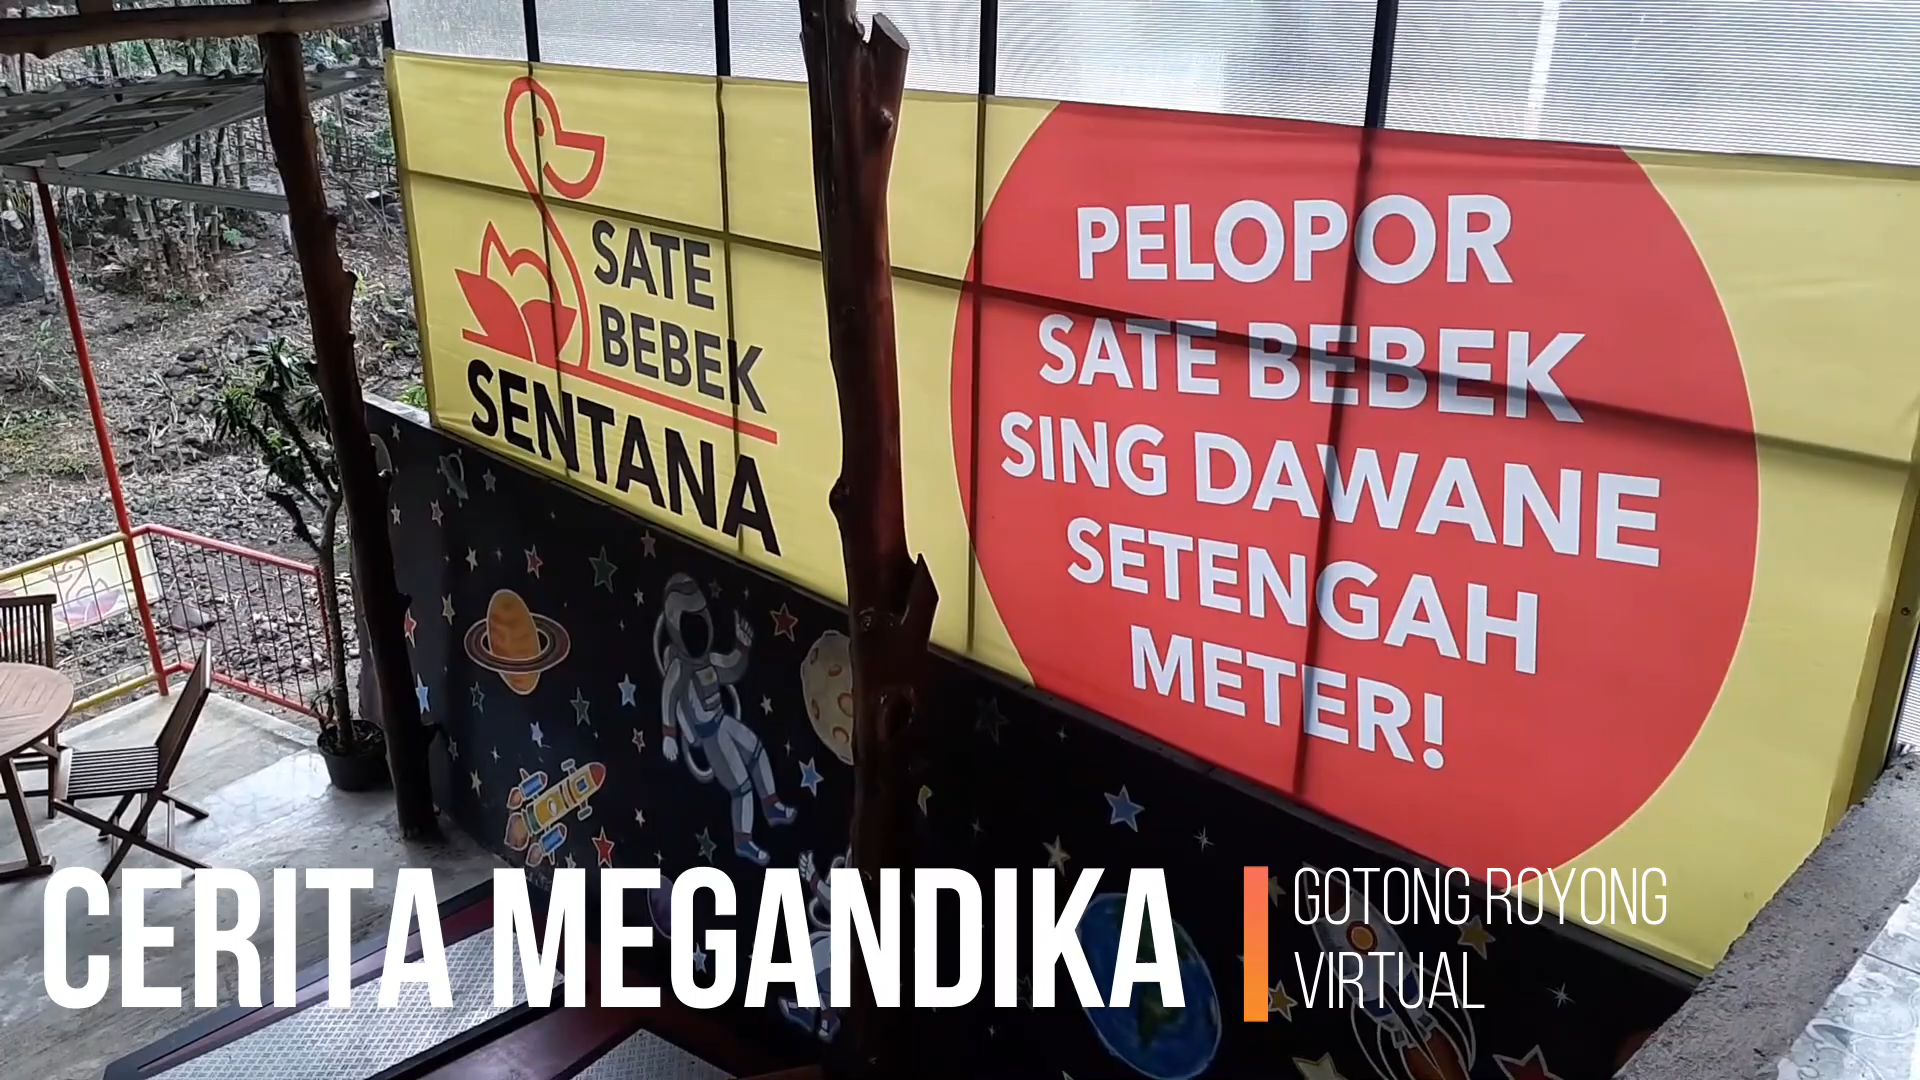 SATE
BEBEK
SENTANA
PELOPOR
SATE BEBEK
SING DAWANE
SETENGAH
METER!
CERITA MEGANDIKA
GOTONG ROYONG
VIRTUAL